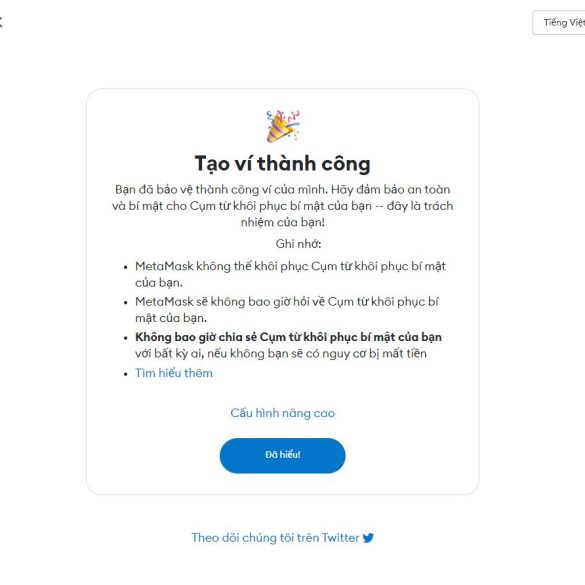 Tiếng Việt
Tạo ví thành công
Bạn đã bảo vệ thành công ví của mình. Hãy đảm bảo an toàn
và bí mật cho Cụm từ khôi phục bí mật của bạn -- đây là trách
nhiệm của bạn!
Ghi nhớ:
• MetaMask không thể khôi phục Cụm từ khôi phục bí mật
của bạn.
• MetaMask sẽ không bao giờ hỏi về Cụm từ khôi phục bí
mật của bạn.
• Không bao giờ chia sẻ Cụm từ khôi phục bí mật của bạn
với bất kỳ ai, nếu không bạn sẽ có nguy cơ bị mất tiền
• Tìm hiểu thêm
Cấu hình nâng cao
Đã hiểu!
Theo dõi chúng tôi trên Twitter